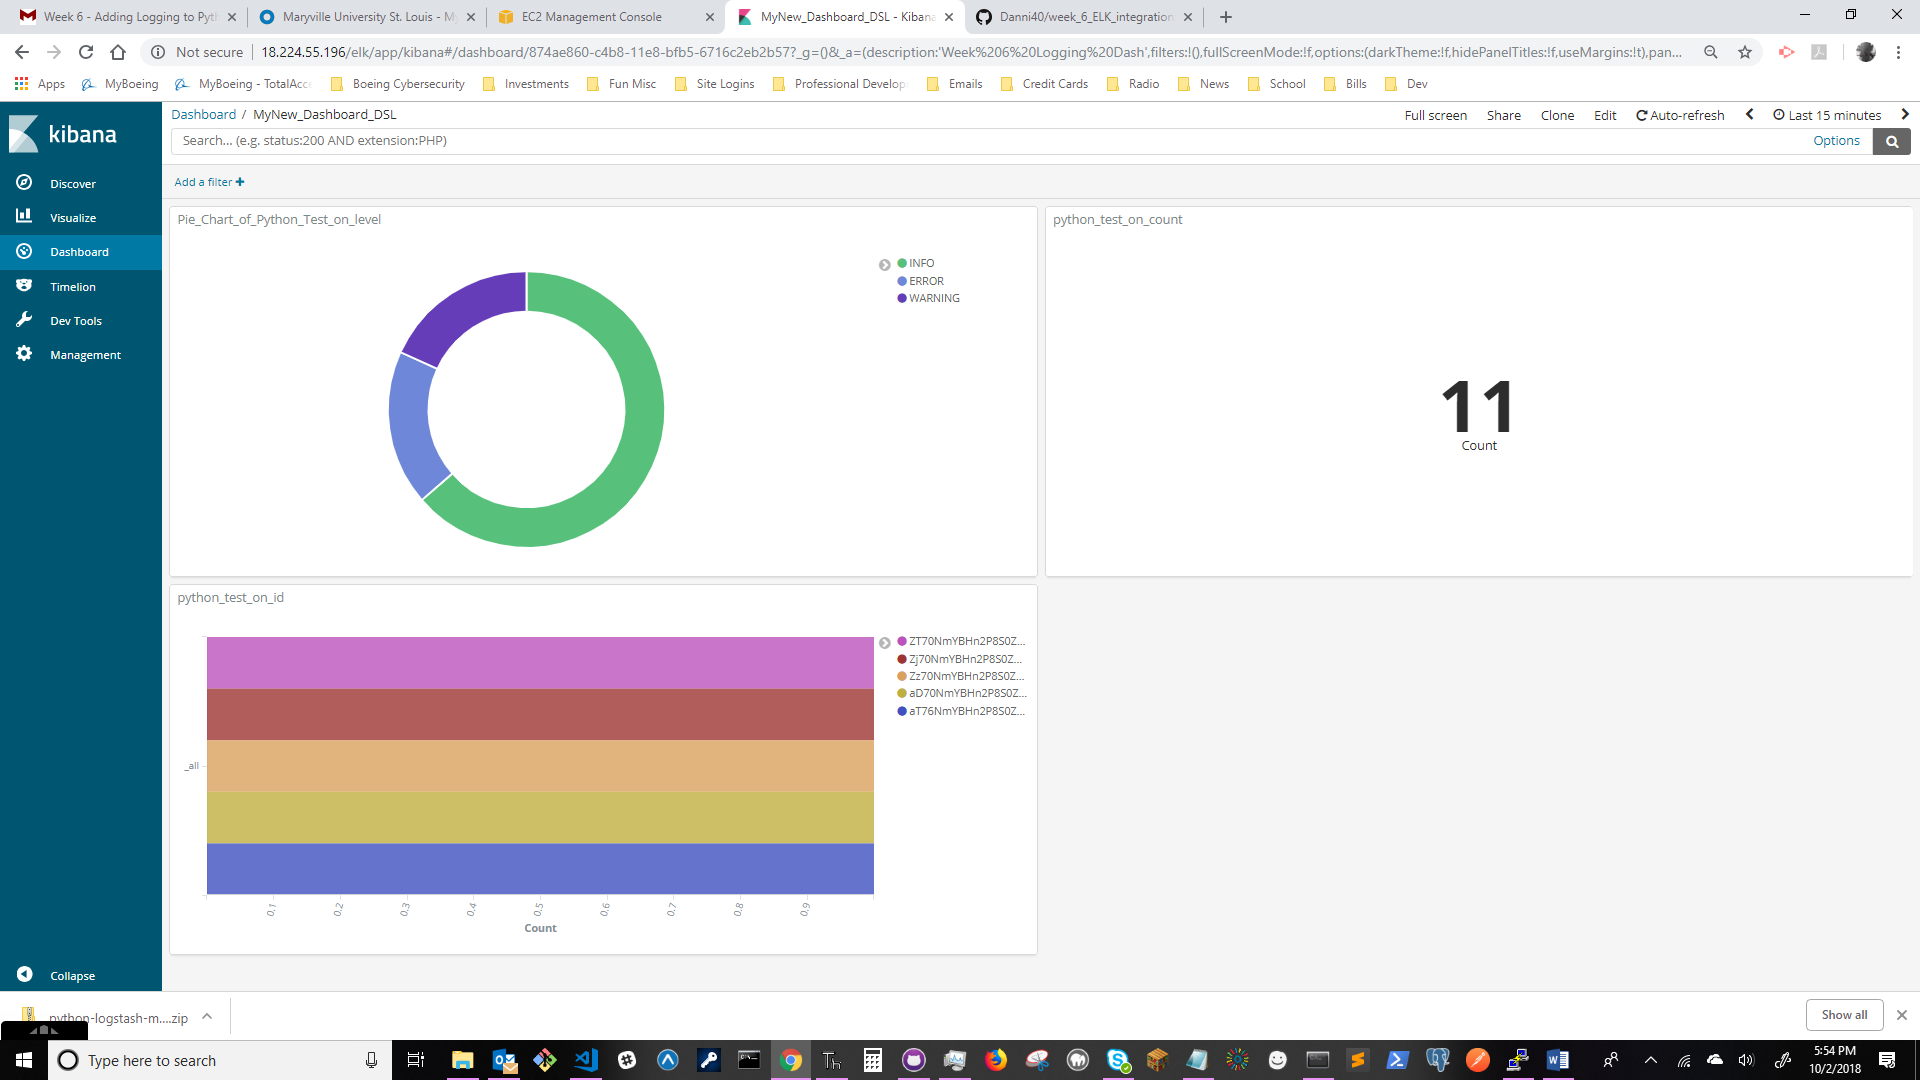 Week 6 - Adding Logging to Pyth
Maryville University St. Louis - My
EC2 Management Console
MyNew_Dashboard_DSL - Kibana
Danni40/week_6_ELK_integration
Not secure
18.224.55.196/elk/app/kibana#/dashboard/874ae860-c4b8-11e8-bfb5-6716c2eb2b57?_g=()&_a=(description:'Week%206%20Logging%20Dash',filters:!(),fullScreenMode:!f,options:(darkTheme:!f,hidePanelTitles:!f,useMargins:!t),pan...
Apps
MyBoeing
MyBoeing - TotalAcce
Boeing Cybersecurity
Investments
Fun Misc
Site Logins
Professional Develop
Emails
Credit Cards
Radio
News
School
Bills
Dev
kibana
Discover
Visualize
Dashboard
Timelion
Dev Tools
Management
Collapse
Dashboard / MyNew_Dashboard_DSL
Full screen
Share
Clone
Edit
Auto-refresh
Last 15 minutes
Search... (e.g. status:200 AND extension:PHP)
Options
Add a filter +
Pie_Chart_of_Python_Test_on_level
INFO
ERROR
WARNING
python_test_on_count
11
Count
python_test_on_id
_all
ZT70NmYBHn2P8S0Z...
Zj70NmYBHn2P8S0Z...
Zz70NmYBHn2P8S0Z...
aD70NmYBHn2P8S0Z...
aT76NmYBHn2P8S0Z...
0.1
0.2
0.3
0.4
0.5
0.6
0.7
0.8
0.9
Count
python-logstash-m....zip
Show all
Type here to search
5:54 PM
10/2/2018